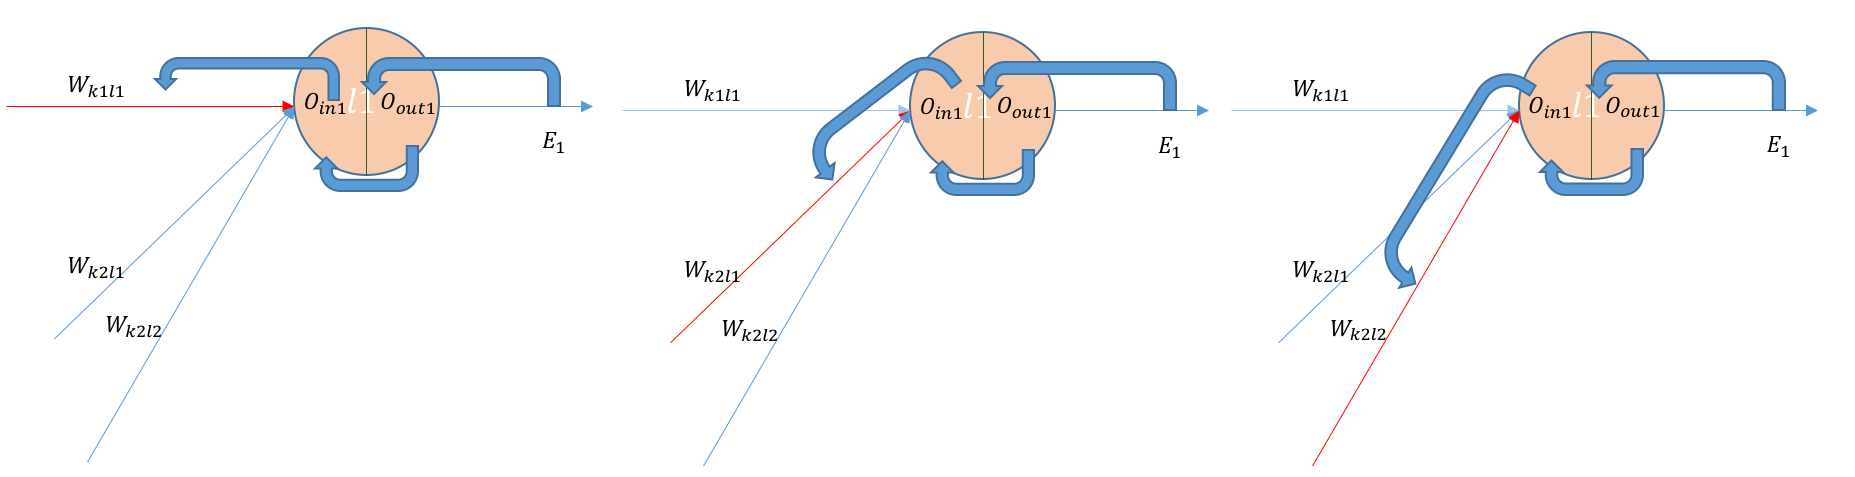 W_{k1l1}
O_{in1} l1 O_{out1}
E_1
W_{k2l1}
W_{k2l2}
W_{k1l1}
O_{in1} l1 O_{out1}
E_1
W_{k2l1}
W_{k2l2}
W_{k1l1}
O_{in1} l1 O_{out1}
E_1
W_{k2l1}
W_{k2l2}